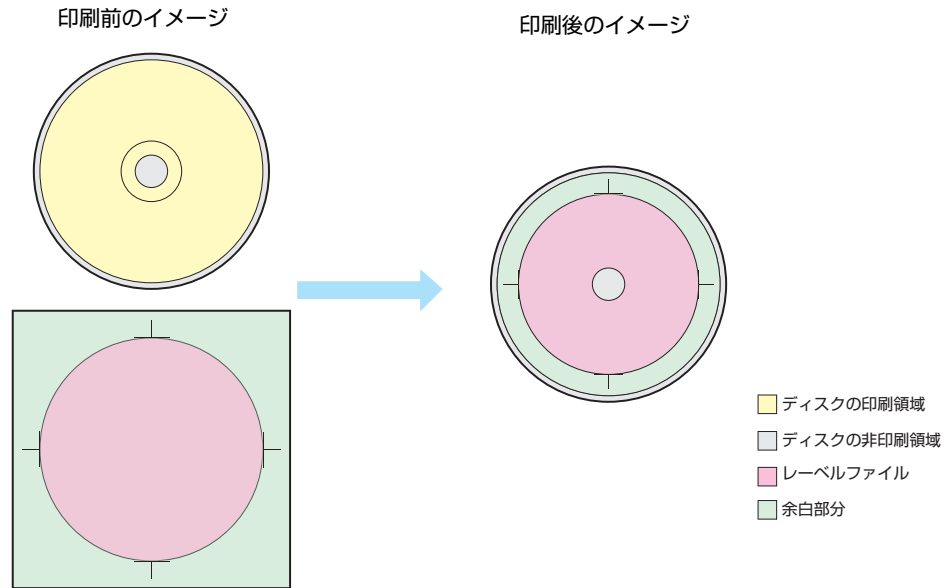 印刷前のイメージ
印刷後のイメージ
ディスクの印刷領域
ディスクの非印刷領域
レーベルファイル
余白部分